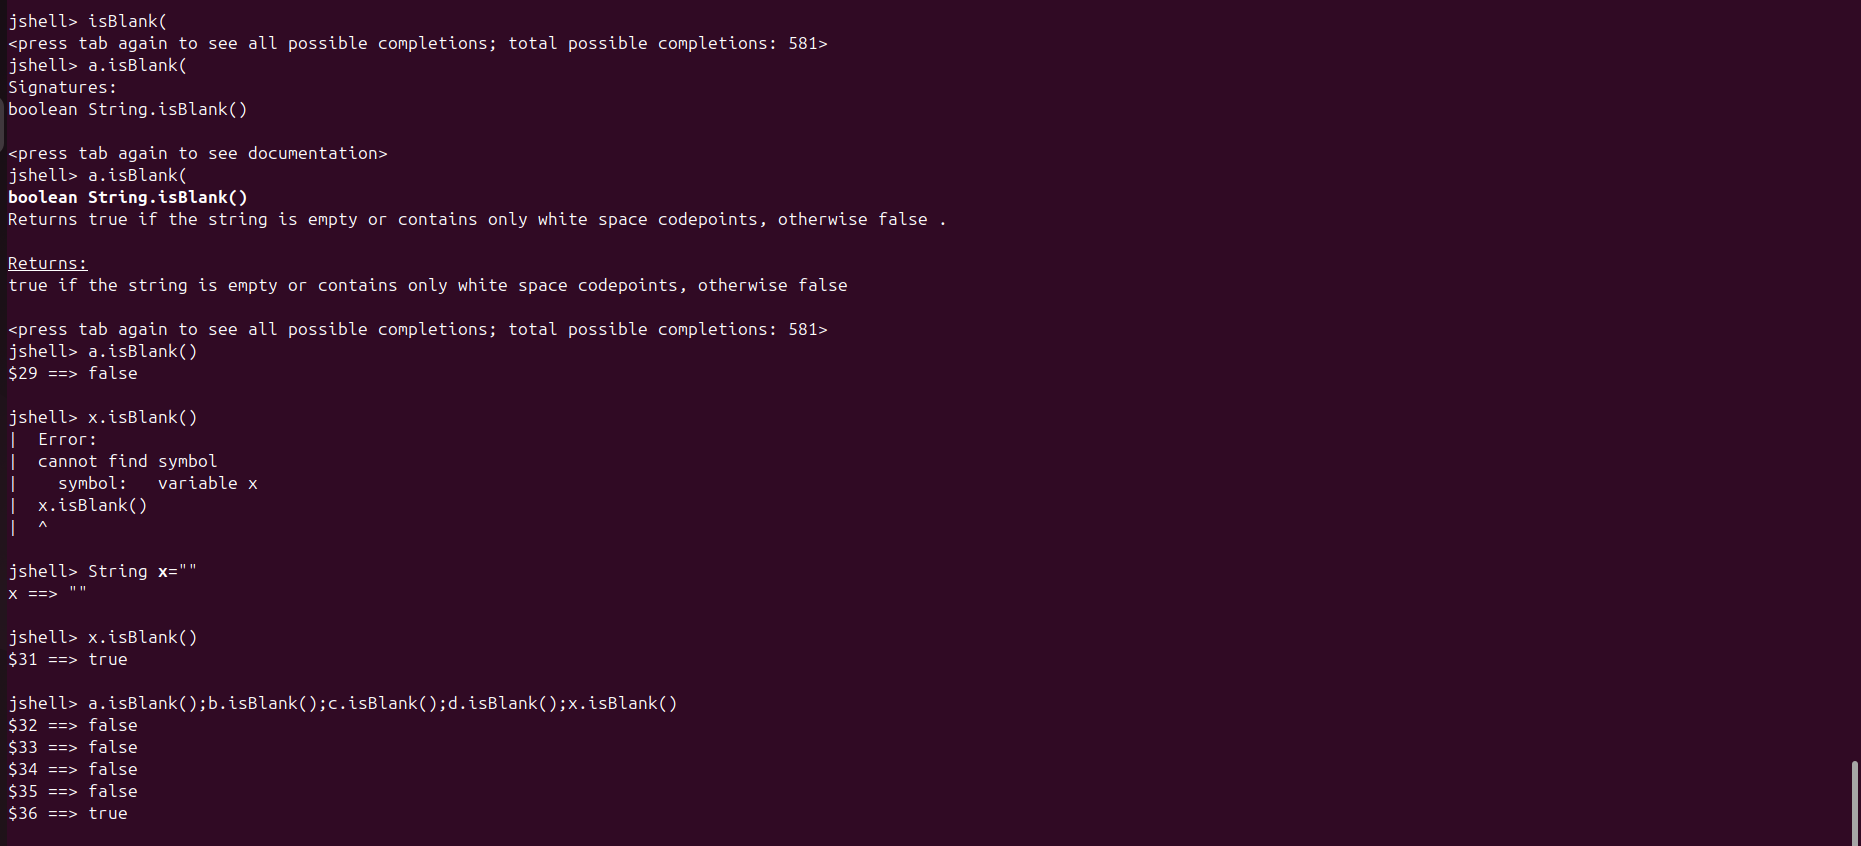 jshell> isBlank(
<press tab again to see all possible completions; total possible completions: 581>
jshell> a.isBlank(
Signatures:
boolean String.isBlank()

<press tab again to see documentation>
jshell> a.isBlank(
boolean String.isBlank()
Returns true if the string is empty or contains only white space codepoints, otherwise false .

Returns:
true if the string is empty or contains only white space codepoints, otherwise false

<press tab again to see all possible completions; total possible completions: 581>
jshell> a.isBlank()
$29 ==> false

jshell> x.isBlank()
|  Error:
|  cannot find symbol
|    symbol:   variable x
|  x.isBlank()
|  ^

jshell> String x=""
x ==> ""

jshell> x.isBlank()
$31 ==> true

jshell> a.isBlank();b.isBlank();c.isBlank();d.isBlank();x.isBlank()
$32 ==> false
$33 ==> false
$34 ==> false
$35 ==> false
$36 ==> true